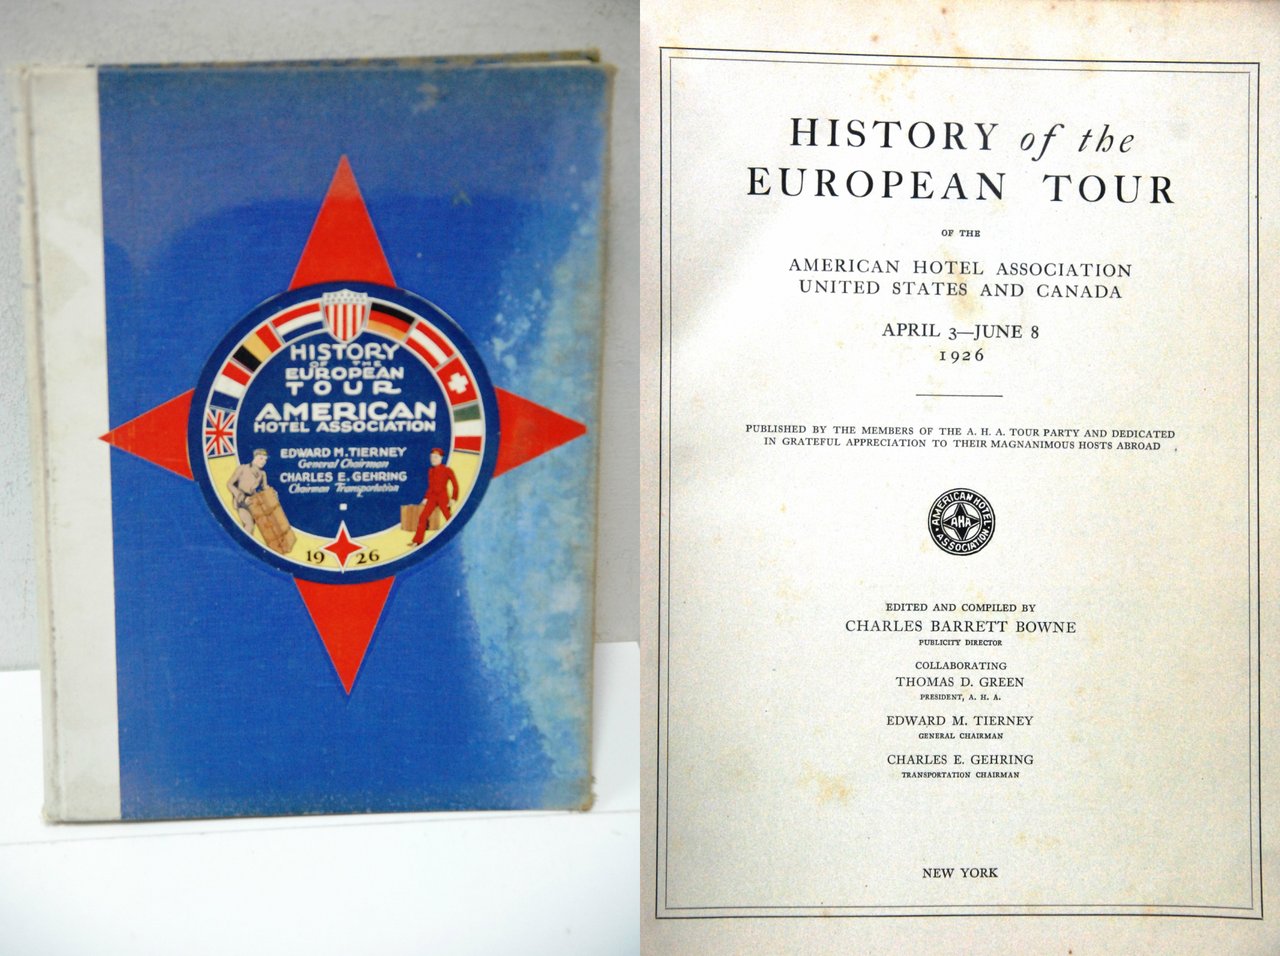 HISTORY
OF THE
EUROPEAN
TOUR
AMERICAN
HOTEL ASSOCIATION
EDWARD M. TIERNEY
General Chairman
CHARLES E. GEHRING
Chairman Transportation
1926
HISTORY of the
EUROPEAN TOUR
OF THE
AMERICAN HOTEL ASSOCIATION
UNITED STATES AND CANADA
APRIL 3—JUNE 8
1926
PUBLISHED BY THE MEMBERS OF THE A. H. A. TOUR PARTY AND DEDICATED
IN GRATEFUL APPRECIATION TO THEIR MAGNANIMOUS HOSTS ABROAD
AMERICAN HOTEL
AHA
ASSOCIATION
EDITED AND COMPILED BY
CHARLES BARRETT BOWNE
PUBLICITY DIRECTOR
COLLABORATING
THOMAS D. GREEN
PRESIDENT, A. H. A.
EDWARD M. TIERNEY
GENERAL CHAIRMAN
CHARLES E. GEHRING
TRANSPORTATION CHAIRMAN
NEW YORK